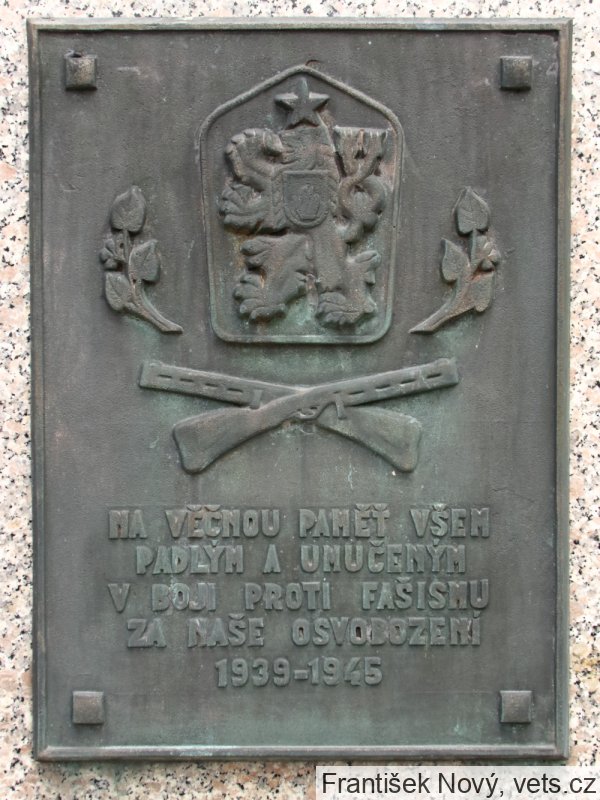 NA VĚČNOU PAMĚŤ VŠEM
PADLÝM A UMUČENÝM
V BOJI PROTI FAŠISMU
ZA NAŠE OSVOBOZENÍ
1939-1945
František Nový, vets.cz